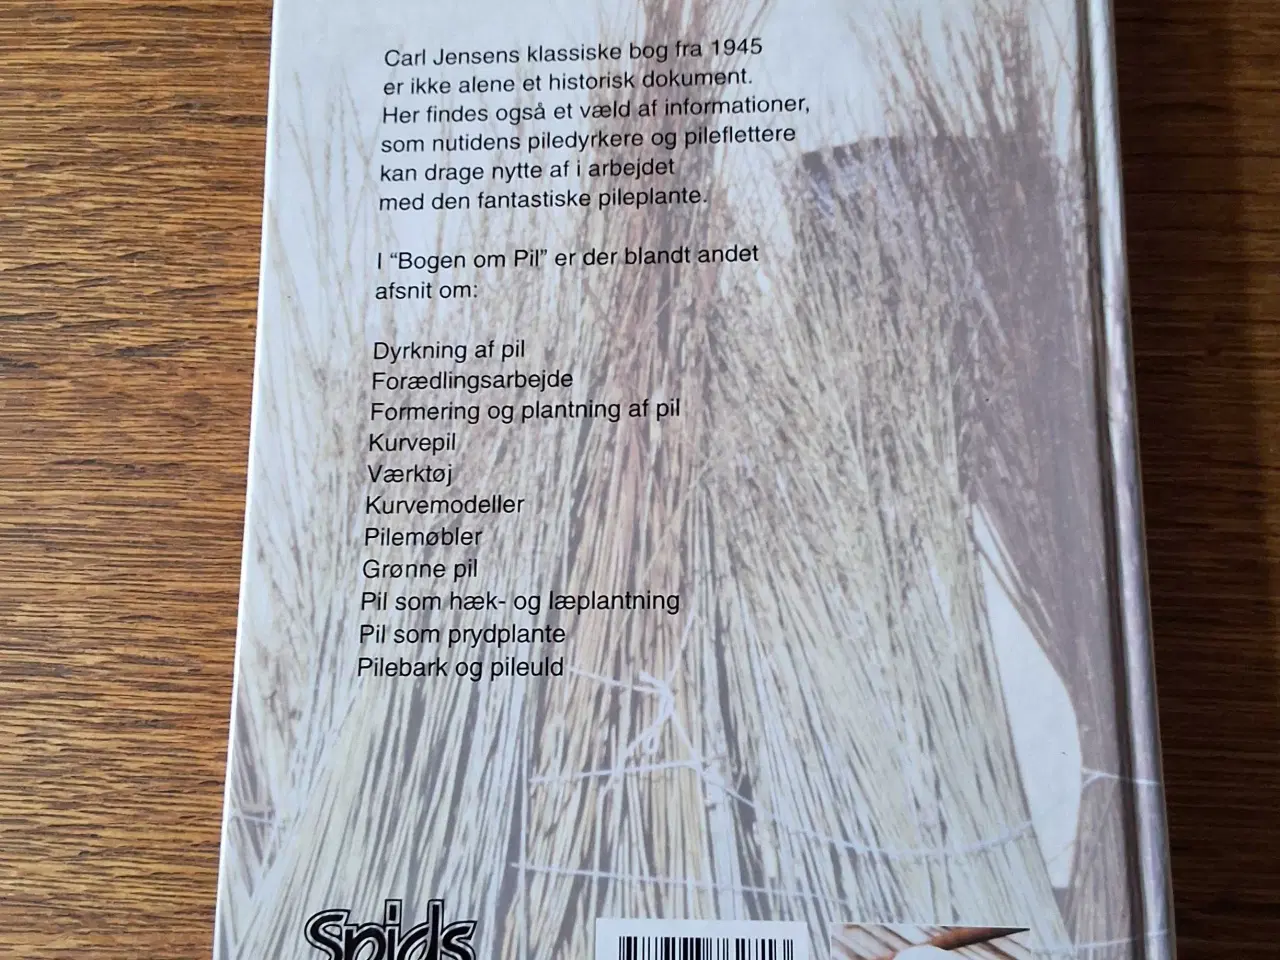 Carl Jensens klassiske bog fra 1945
er ikke alene et historisk dokument.
Her findes også et væld af informationer,
som nutidens piledyrkere og pileflettere
kan drage nytte af i arbejdet
med den fantastiske pileplante.
I “Bogen om Pil” er der blandt andet
afsnit om:
Dyrkning af pil
Forædlingsarbejde
Formering og plantning af pil
Kurvepil
Værktøj
Kurvemodeller
Pilemøbler
Grønne pil
Pil som hæk- og læplantning
Pil som prydplante
Pilebark og pileuld
Spids